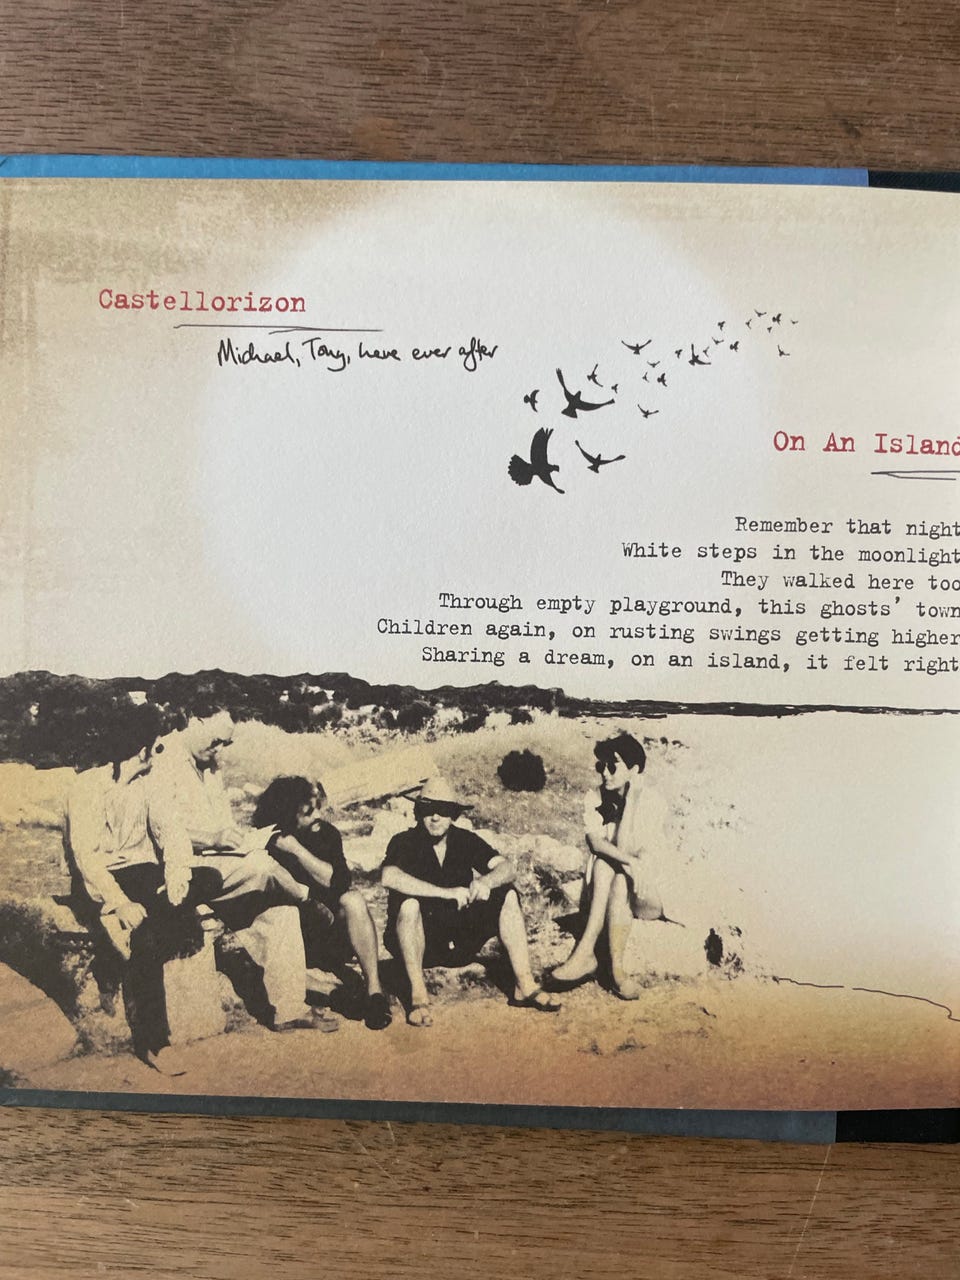 Castellorizon
Michael, Tony, here ever after
On An Island
Remember that night
White steps in the moonlight
They walked here too
Through empty playground, this ghosts' town
Children again, on rusting swings getting higher
Sharing a dream, on an island, it felt right